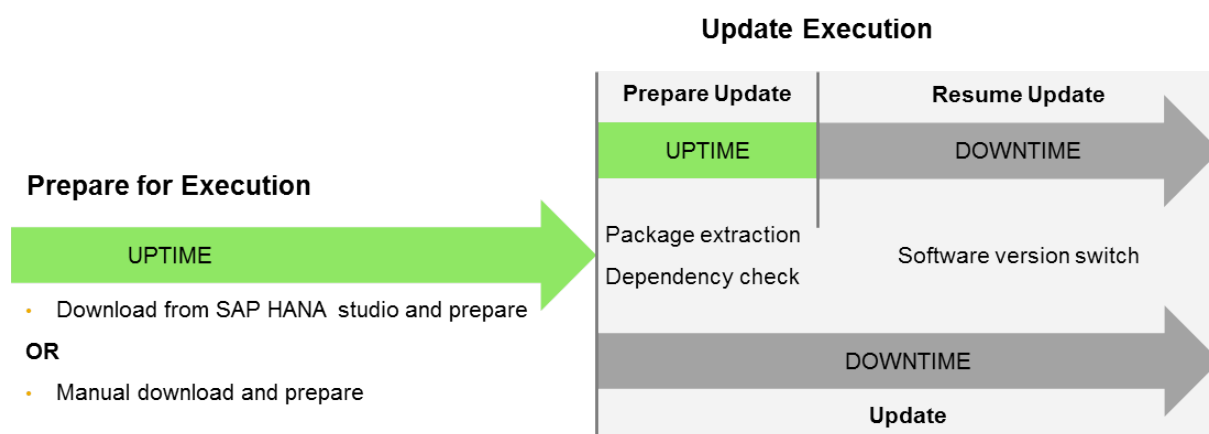 Update Execution
Prepare Update
Resume Update
UPTIME
DOWNTIME
Prepare for Execution
UPTIME
Package extraction
Dependency check
Software version switch
• Download from SAP HANA studio and prepare
OR
• Manual download and prepare
DOWNTIME
Update